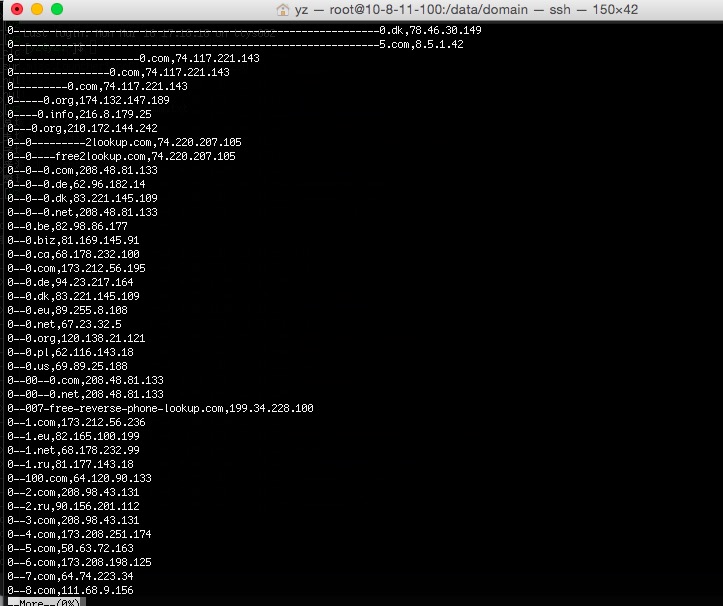 yz — root@10-8-11-100:/data/domain — ssh — 150×42
0--------------------------------------------------------------0.dk,78.46.30.149
0--------------------------------------------------------------5.com,8.5.1.42
0---------------------0.com,74.117.221.143
0----------------0.com,74.117.221.143
0---------0.com,74.117.221.143
0-----0.org,174.132.147.189
0----0.info,216.8.179.25
0---0.org,210.172.144.242
0--0---------2lookup.com,74.220.207.105
0--0----free2lookup.com,74.220.207.105
0--0--0.com,208.48.81.133
0--0--0.de,62.96.182.14
0--0--0.dk,83.221.145.109
0--0--0.net,208.48.81.133
0--0.be,82.98.86.177
0--0.biz,81.169.145.91
0--0.ca,68.178.232.100
0--0.com,173.212.56.195
0--0.de,94.23.217.164
0--0.dk,83.221.145.109
0--0.eu,89.255.8.108
0--0.net,67.23.32.5
0--0.org,120.138.21.121
0--0.pl,62.116.143.18
0--0.us,69.89.25.188
0--00--0.com,208.48.81.133
0--00--0.net,208.48.81.133
0--007-free-reverse-phone-lookup.com,199.34.228.100
0--1.com,173.212.56.236
0--1.eu,82.165.100.199
0--1.net,68.178.232.99
0--1.ru,81.177.143.18
0--100.com,64.120.90.133
0--2.com,208.98.43.131
0--2.ru,90.156.201.112
0--3.com,208.98.43.131
0--4.com,173.208.251.174
0--5.com,50.63.72.163
0--6.com,173.208.198.125
0--7.com,64.74.223.34
0--8.com,111.68.9.156
--More--(0%)